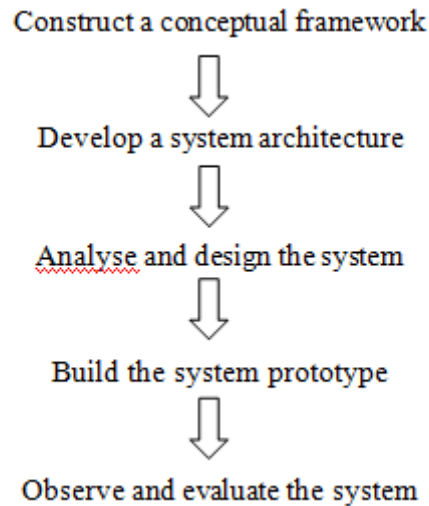 Construct a conceptual framework
Develop a system architecture
Analyse and design the system
Build the system prototype
Observe and evaluate the system